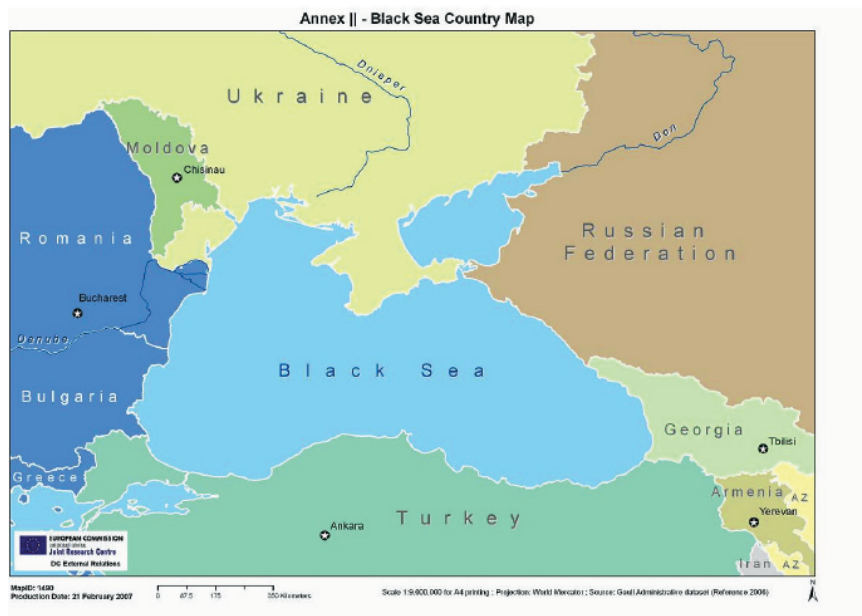 Annex || - Black Sea Country Map
Dnieper
Ukraine
Don
Moldova
Chisinau
Romania
Russian
Federation
Bucharest
Danube
Black Sea
Bulgaria
Georgia
Tbilisi
Greece
Armenia
AZ
Turkey
Yerevan
Ankara
Iran
AZ
EUROPEAN COMMISSION
Joint Research Centre
DG External Relations
MapID: 1490
Production Date: 21 February 2007
0 87.5 175 350 Kilometers
Scale 1:9,000,000 for A4 printing ; Projection: World Mercator ; Source: Gaul Administrative dataset (Reference 2006)
N